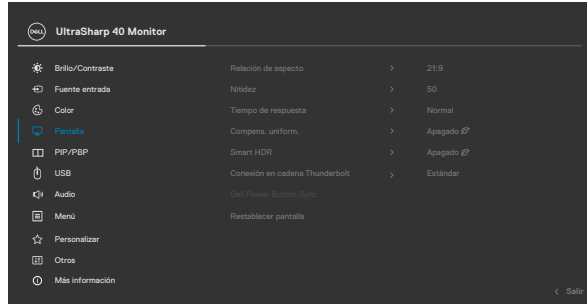 DELL UltraSharp 40 Monitor
Brillo/Contraste Relación de aspecto > 21:9
Fuente entrada Nitidez > 50
Color Tiempo de respuesta > Normal
Pantalla Compens. uniform. > Apagado
PIP/PBP Smart HDR > Apagado
USB Conexión en cadena Thunderbolt > Estándar
Audio Dell Power Button Sync
Menú Restablecer pantalla
Personalizar
Otros
Más información
< Salir